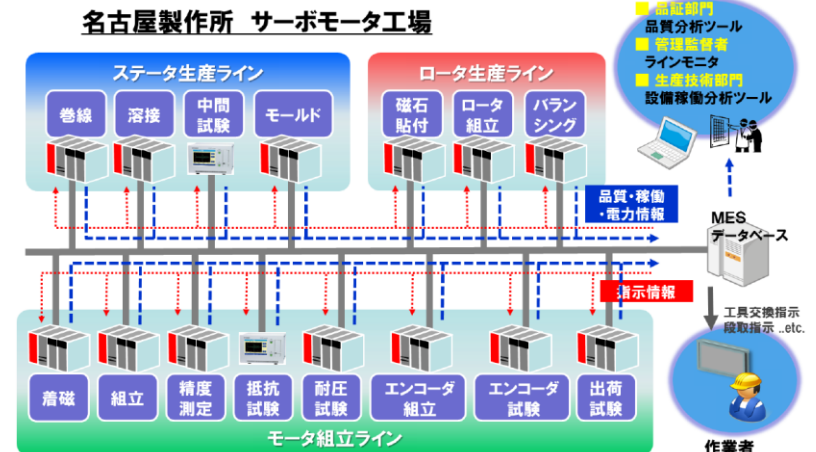 名古屋製作所 サーボモータ工場
■ 品証部門
品質分析ツール
■ 管理監督者
ラインモニタ
■ 生産技術部門
設備稼働分析ツール
ステータ生産ライン
巻線
溶接
中間
試験
モールド
ロータ生産ライン
磁石
貼付
ロータ
組立
バラン
シング
品質・稼働
・電力情報
MES
データベース
指示情報
工具交換指示
段取指示 ..etc.
着磁
組立
精度
測定
抵抗
試験
耐圧
試験
エンコーダ
組立
エンコーダ
試験
出荷
試験
モータ組立ライン
作業者